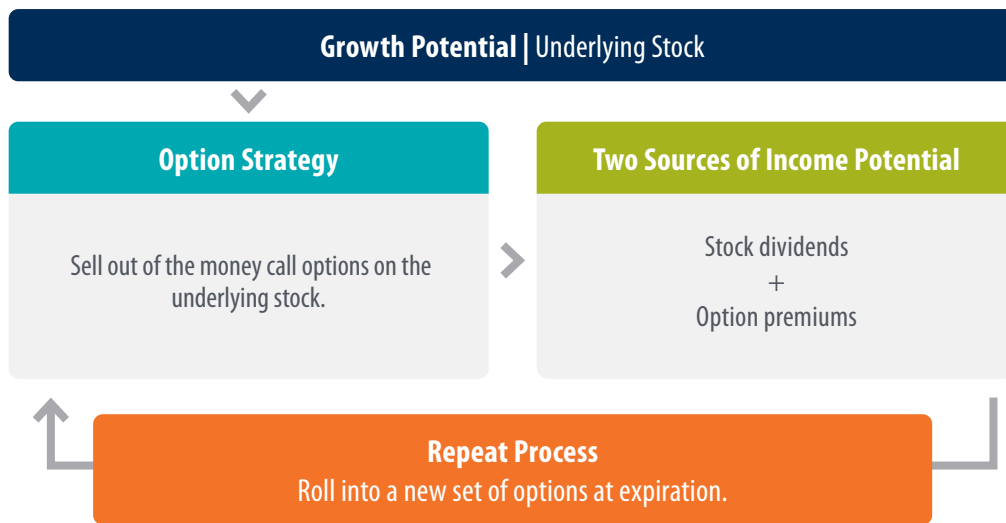 Growth Potential | Underlying Stock
Option Strategy
Sell out of the money call options on the
underlying stock.
Two Sources of Income Potential
Stock dividends
+
Option premiums
Repeat Process
Roll into a new set of options at expiration.